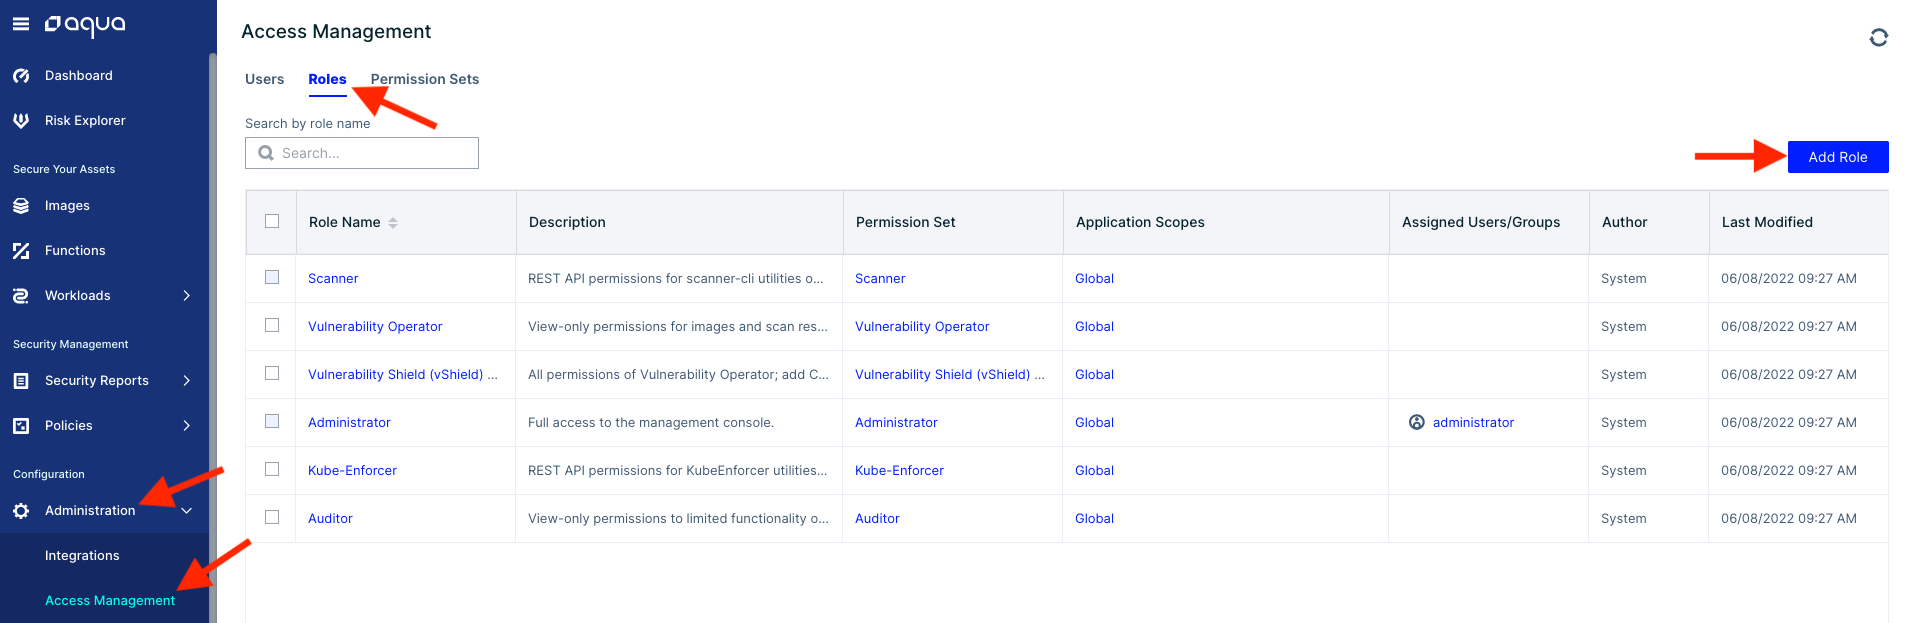 aqua
Dashboard
Risk Explorer
Secure Your Assets
Images
Functions
Workloads
Security Management
Security Reports
Policies
Configuration
Administration
Integrations
Access Management
Access Management
Users Roles Permission Sets
Search by role name
Search...
Add Role
Role Name Description Permission Set Application Scopes Assigned Users/Groups Author Last Modified
Scanner REST API permissions for scanner-cli utilities o... Scanner Global System 06/08/2022 09:27 AM
Vulnerability Operator View-only permissions for images and scan res... Vulnerability Operator Global System 06/08/2022 09:27 AM
Vulnerability Shield (vShield) ... All permissions of Vulnerability Operator; add C... Vulnerability Shield (vShield) ... Global System 06/08/2022 09:27 AM
Administrator Full access to the management console. Administrator Global administrator System 06/08/2022 09:27 AM
Kube-Enforcer REST API permissions for KubeEnforcer utilities... Kube-Enforcer Global System 06/08/2022 09:27 AM
Auditor View-only permissions to limited functionality o... Auditor Global System 06/08/2022 09:27 AM